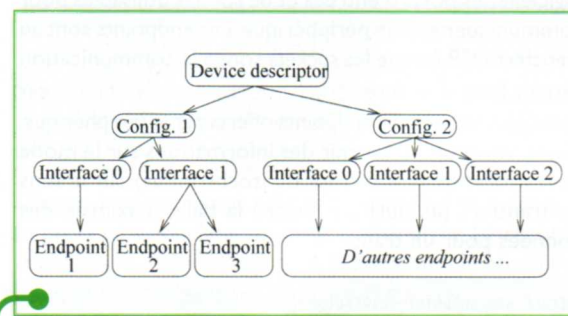 Device descriptor
Config. 1
Config. 2
Interface 0
Interface 1
Interface 0
Interface 1
Interface 2
Endpoint
1
Endpoint
2
Endpoint
3
D'autres endpoints ...